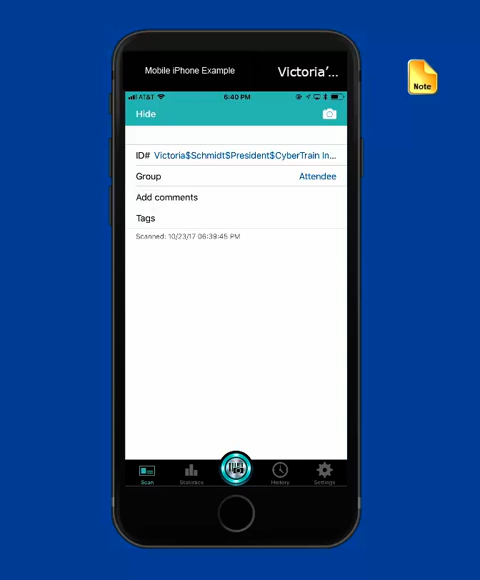 Mobile iPhone Example
Victoria'...
Note
AT&T
6:40 PM
Hide
ID# Victoria$Schmidt$President$CyberTrain In...
Group Attendee
Add comments
Tags
Scanned: 10/23/17 06:39:45 PM
Scan Statistics History Settings